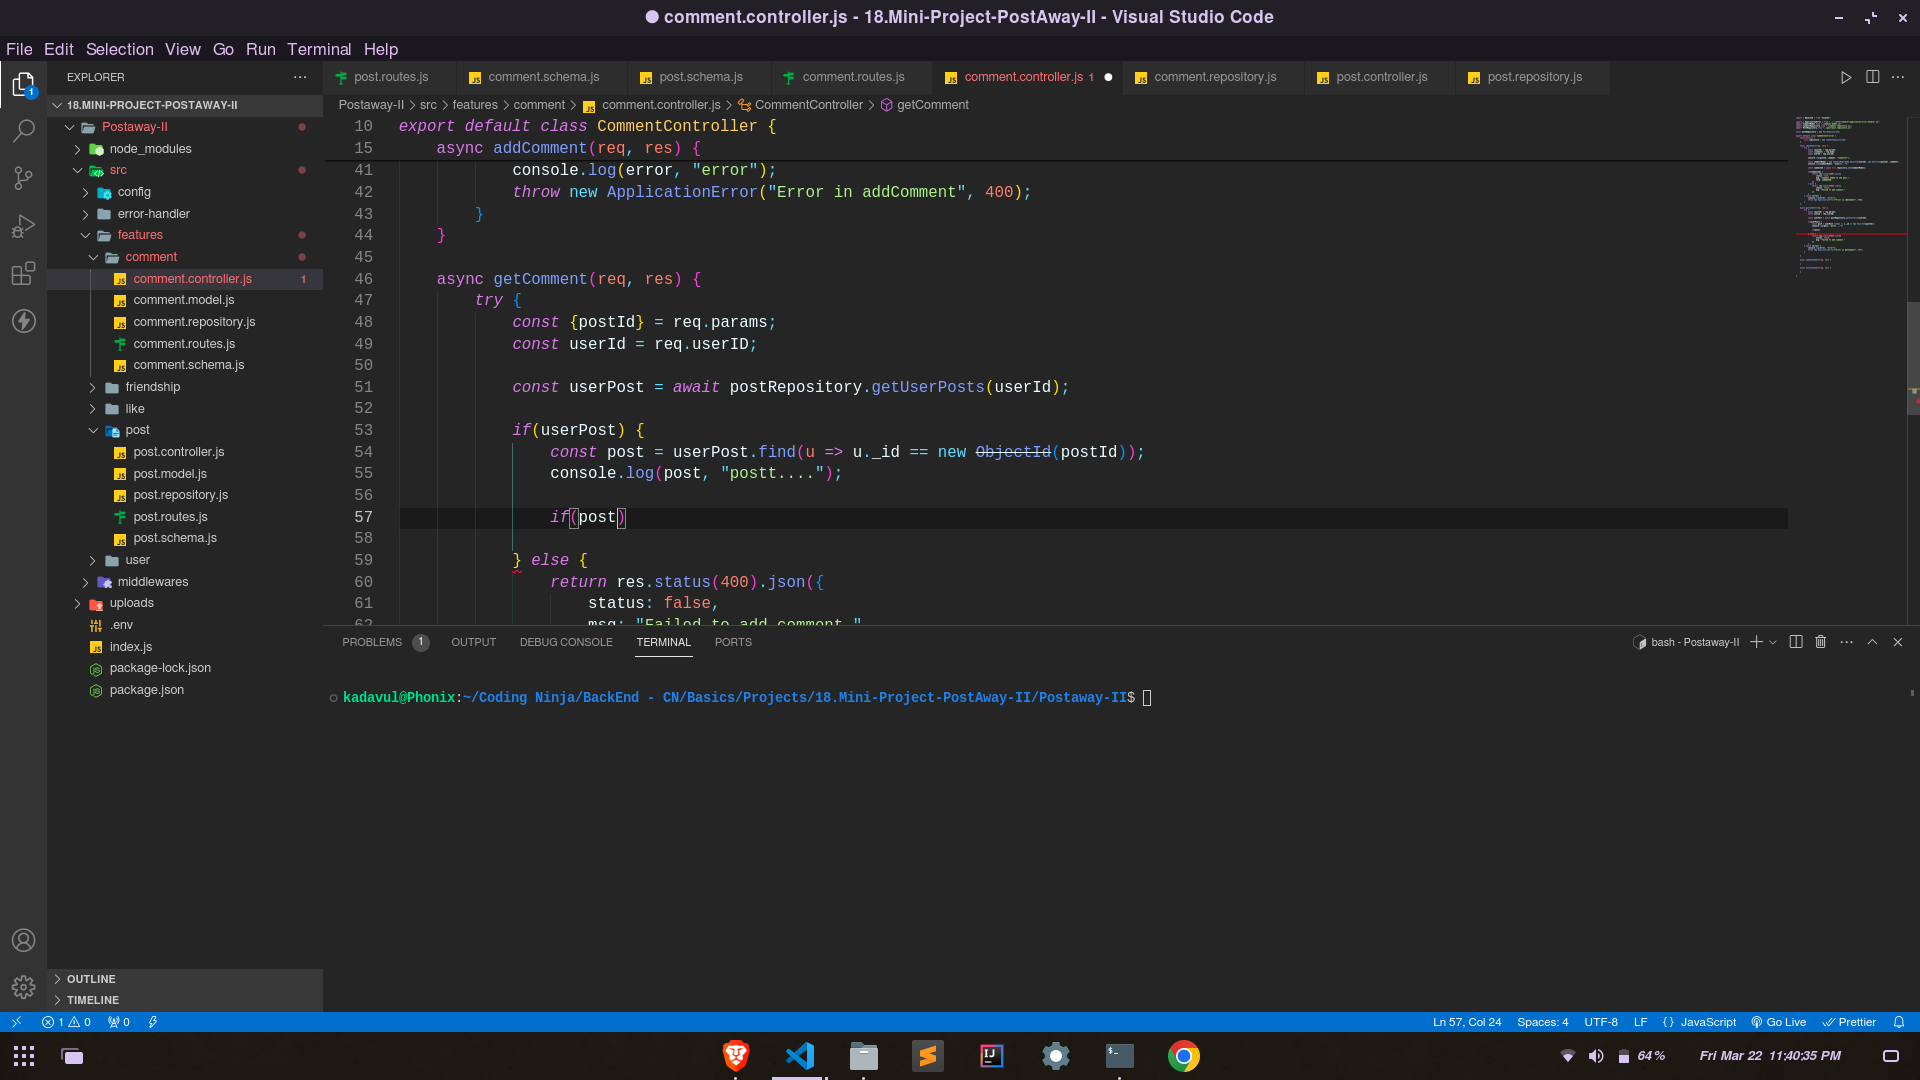 comment.controller.js - 18.Mini-Project-PostAway-II - Visual Studio Code
File Edit Selection View Go Run Terminal Help
EXPLORER
18.MINI-PROJECT-POSTAWAY-II
Postaway-II
node_modules
src
config
error-handler
features
comment
comment.controller.js 1
comment.model.js
comment.repository.js
comment.routes.js
comment.schema.js
friendship
like
post
post.controller.js
post.model.js
post.repository.js
post.routes.js
post.schema.js
user
middlewares
uploads
.env
index.js
package-lock.json
package.json
OUTLINE
TIMELINE
post.routes.js comment.schema.js post.schema.js comment.routes.js comment.controller.js 1 comment.repository.js post.controller.js post.repository.js
Postaway-II > src > features > comment > comment.controller.js > CommentController > getComment
10 export default class CommentController {
15 async addComment(req, res) {
41 console.log(error, "error");
42 throw new ApplicationError("Error in addComment", 400);
43 }
44 }
45
46 async getComment(req, res) {
47 try {
48 const {postId} = req.params;
49 const userId = req.userID;
50
51 const userPost = await postRepository.getUserPosts(userId);
52
53 if(userPost) {
54 const post = userPost.find(u => u._id == new ObjectId(postId));
55 console.log(post, "postt....");
56
57 if(post)
58
59 } else {
60 return res.status(400).json({
61 status: false,
62 msg: "Failed to add comment."
PROBLEMS 1 OUTPUT DEBUG CONSOLE TERMINAL PORTS
bash - Postaway-II
kadavul@Phonix:~/Coding Ninja/BackEnd - CN/Basics/Projects/18.Mini-Project-PostAway-II/Postaway-II$
1 0 0
Ln 57, Col 24 Spaces: 4 UTF-8 LF {} JavaScript Go Live Prettier
64% Fri Mar 22 11:40:35 PM